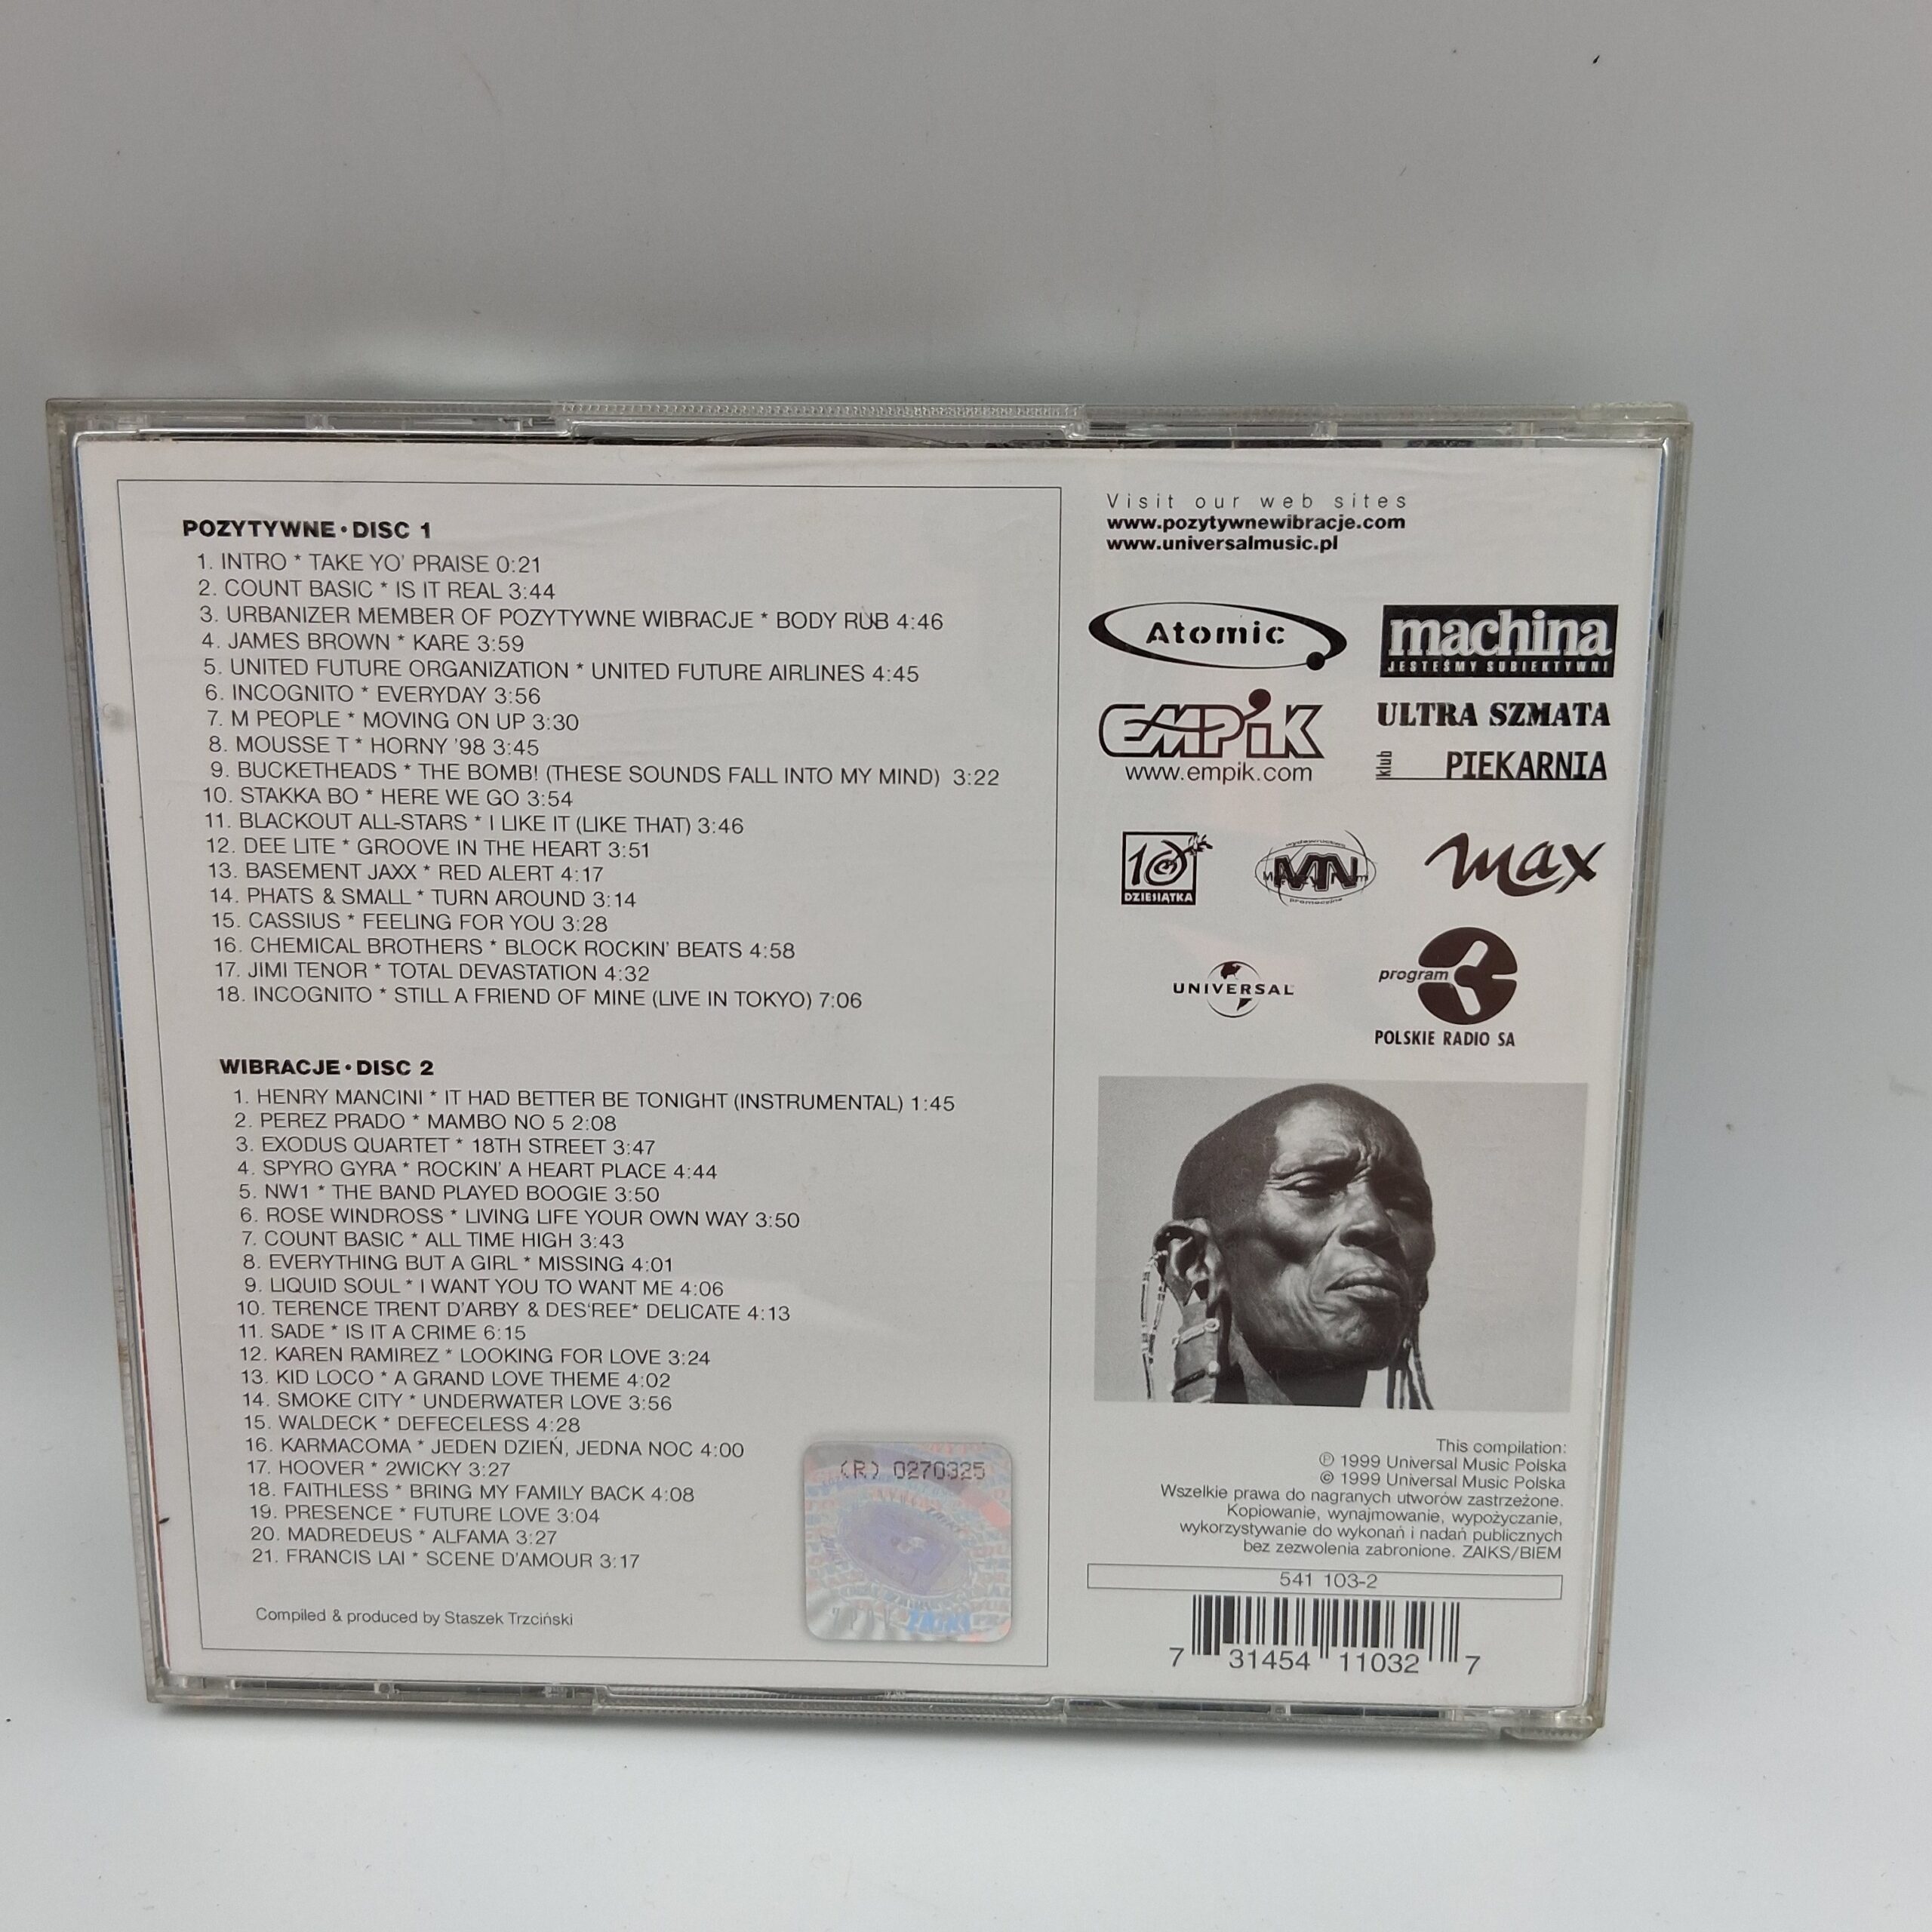 POZYTYWNE • DISC 1
1. INTRO * TAKE YO' PRAISE 0:21
2. COUNT BASIC * IS IT REAL 3:44
3. URBANIZER MEMBER OF POZYTYWNE WIBRACJE * BODY RUB 4:46
4. JAMES BROWN * KARE 3:59
5. UNITED FUTURE ORGANIZATION * UNITED FUTURE AIRLINES 4:45
6. INCOGNITO * EVERYDAY 3:56
7. M PEOPLE * MOVING ON UP 3:30
8. MOUSSE T * HORNY '98 3:45
9. BUCKETHEADS * THE BOMB! (THESE SOUNDS FALL INTO MY MIND) 3:22
10. STAKKA BO * HERE WE GO 3:54
11. BLACKOUT ALL-STARS * I LIKE IT (LIKE THAT) 3:46
12. DEE LITE * GROOVE IN THE HEART 3:51
13. BASEMENT JAXX * RED ALERT 4:17
14. PHATS & SMALL * TURN AROUND 3:14
15. CASSIUS * FEELING FOR YOU 3:28
16. CHEMICAL BROTHERS * BLOCK ROCKIN' BEATS 4:58
17. JIMI TENOR * TOTAL DEVASTATION 4:32
18. INCOGNITO * STILL A FRIEND OF MINE (LIVE IN TOKYO) 7:06
WIBRACJE • DISC 2
1. HENRY MANCINI * IT HAD BETTER BE TONIGHT (INSTRUMENTAL) 1:45
2. PEREZ PRADO * MAMBO NO 5 2:08
3. EXODUS QUARTET * 18TH STREET 3:47
4. SPYRO GYRA * ROCKIN' A HEART PLACE 4:44
5. NW1 * THE BAND PLAYED BOOGIE 3:50
6. ROSE WINDROSS * LIVING LIFE YOUR OWN WAY 3:50
7. COUNT BASIC * ALL TIME HIGH 3:43
8. EVERYTHING BUT A GIRL * MISSING 4:01
9. LIQUID SOUL * I WANT YOU TO WANT ME 4:06
10. TERENCE TRENT D'ARBY & DES'REE* DELICATE 4:13
11. SADE * IS IT A CRIME 6:15
12. KAREN RAMIREZ * LOOKING FOR LOVE 3:24
13. KID LOCO * A GRAND LOVE THEME 4:02
14. SMOKE CITY * UNDERWATER LOVE 3:56
15. WALDECK * DEFECELESS 4:28
16. KARMACOMA * JEDEN DZIEŃ, JEDNA NOC 4:00
17. HOOVER * 2WICKY 3:27
18. FAITHLESS * BRING MY FAMILY BACK 4:08
19. PRESENCE * FUTURE LOVE 3:04
20. MADREDEUS * ALFAMA 3:27
21. FRANCIS LAI * SCENE D'AMOUR 3:17
Compiled & produced by Staszek Trzciński
(R) 0270325
Visit our web sites
www.pozytywnewibracje.com
www.universalmusic.pl
Atomic
machina
JESTEŚMY SUBIEKTYWNI
EMPiK
www.empik.com
ULTRA SZMATA
klub PIEKARNIA
10
DZIESIĄTKA
max
UNIVERSAL
program
POLSKIE RADIO SA
This compilation:
℗ 1999 Universal Music Polska
© 1999 Universal Music Polska
Wszelkie prawa do nagranych utworów zastrzeżone.
Kopiowanie, wynajmowanie, wypożyczanie,
wykorzystywanie do wykonań i nadań publicznych
bez zezwolenia zabronione. ZAIKS/BIEM
541 103-2
7 31454 11032 7